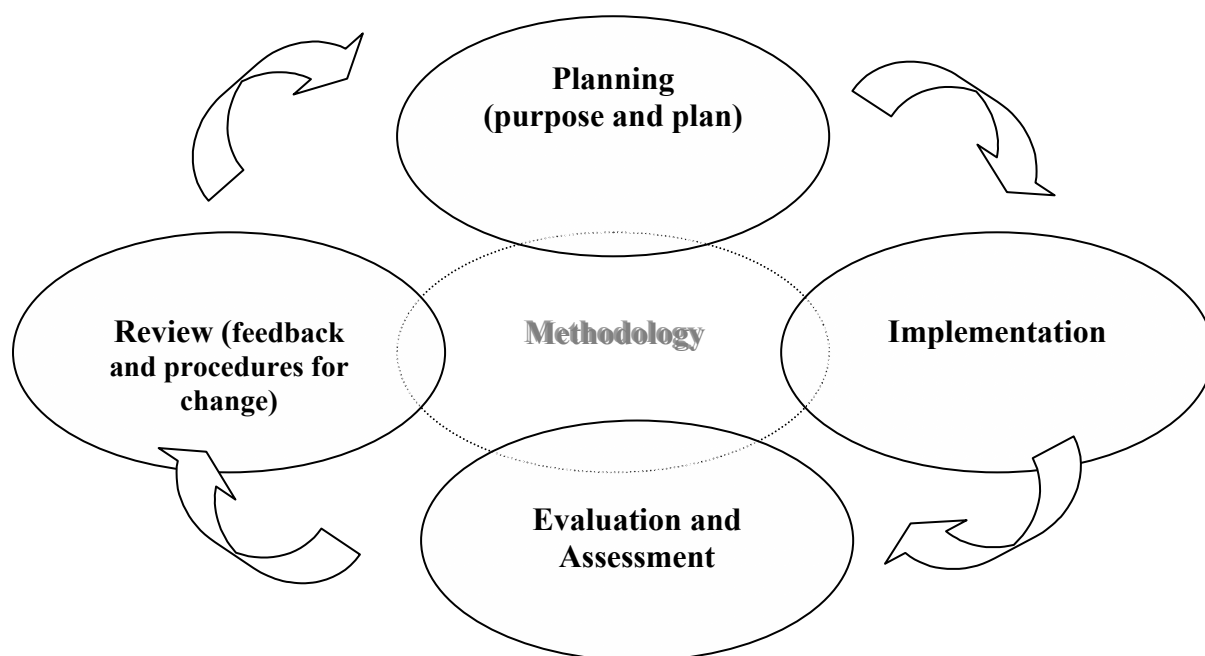 Planning
(purpose and plan)
Review (feedback
and procedures for
change)
Methodology
Implementation
Evaluation and
Assessment